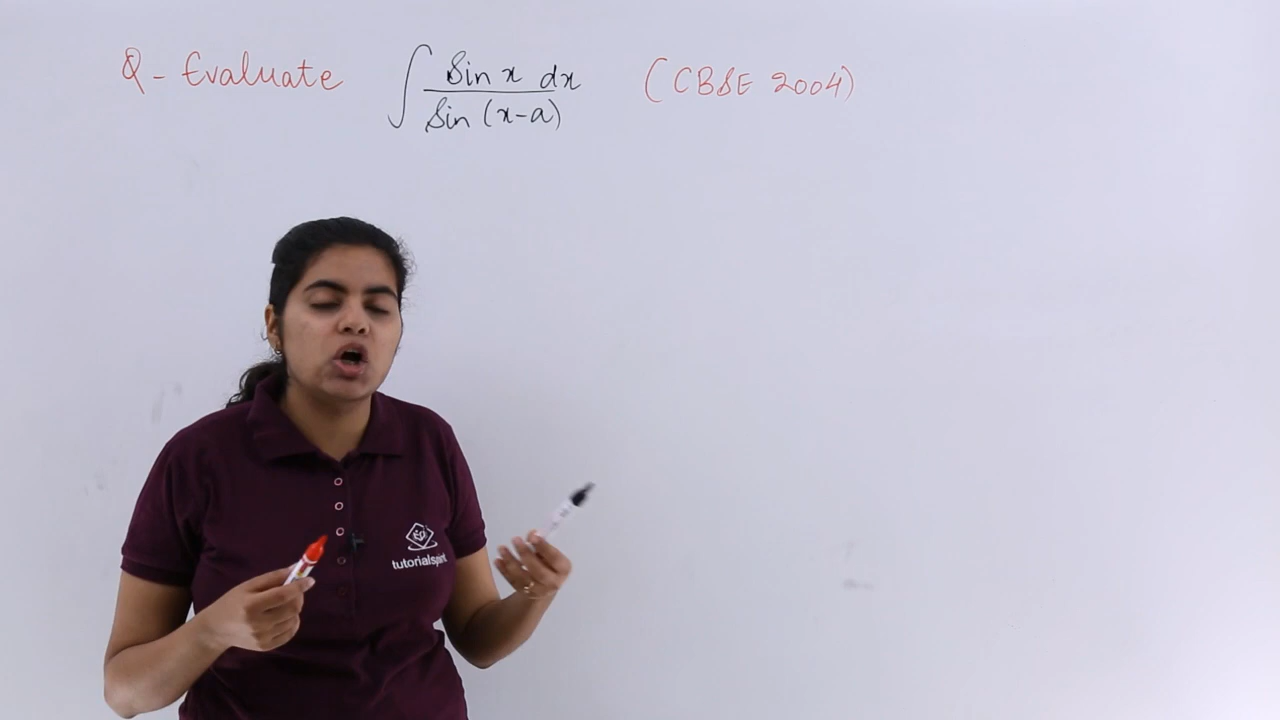 Q - Evaluate ∫ Sin x dx / Sin (x-a) (CBSE 2004)
tutorialspoint